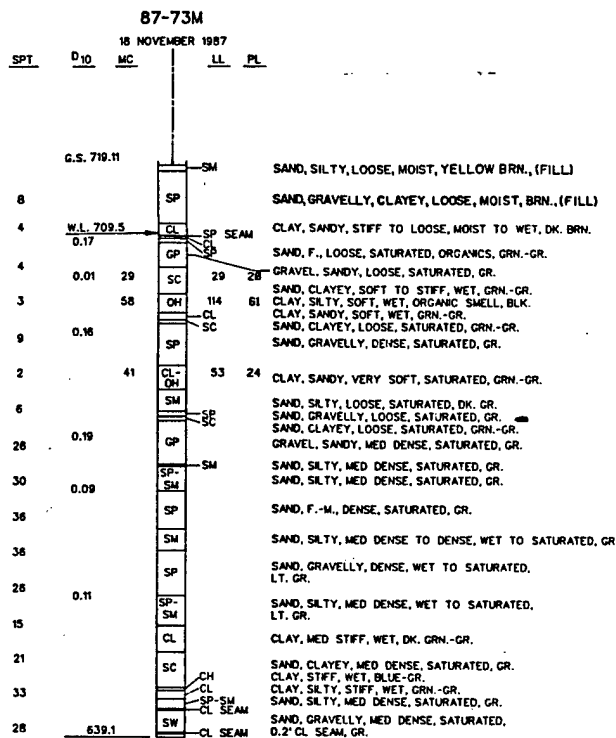 87-73M
18 NOVEMBER 1987
SPT D10 MC LL PL
G.S. 719.11
SM SAND, SILTY, LOOSE, MOIST, YELLOW BRN., (FILL)
8 SP SAND, GRAVELLY, CLAYEY, LOOSE, MOIST, BRN., (FILL)
4 W.L. 709.5 CL CLAY, SANDY, STIFF TO LOOSE, MOIST TO WET, DK. BRN.
SP SEAM
0.17 CL
SP
GP SAND, F., LOOSE, SATURATED, ORGANICS, GRN-GR.
4 GRAVEL, SANDY, LOOSE, SATURATED, GR.
0.01 29 SC 29 28
SAND, CLAYEY, SOFT TO STIFF, WET, GRN-GR.
3 58 OH 114 61 CLAY, SILTY, SOFT, WET, ORGANIC SMELL, BLK.
CL CLAY, SANDY, SOFT, WET, GRN-GR.
SC SAND, CLAYEY, LOOSE, SATURATED, GRN-GR.
9 0.16 SP SAND, GRAVELLY, DENSE, SATURATED, GR.
2 41 CL-OH 53 24 CLAY, SANDY, VERY SOFT, SATURATED, GRN-GR.
SM SAND, SILTY, LOOSE, SATURATED, DK. GR.
6 SP SAND, GRAVELLY, LOOSE, SATURATED, GR.
SC SAND, CLAYEY, LOOSE, SATURATED, GRN-GR.
26 0.19 GP GRAVEL, SANDY, MED DENSE, SATURATED, GR.
SM SAND, SILTY, MED DENSE, SATURATED, GR.
30 SP-SM SAND, SILTY, MED DENSE, SATURATED, GR.
0.09
36 SP SAND, F.-M., DENSE, SATURATED, GR.
36 SM SAND, SILTY, MED DENSE TO DENSE, WET TO SATURATED, GR
SP SAND, GRAVELLY, DENSE, WET TO SATURATED,
LT. GR.
26 0.11 SP-SM SAND, SILTY, MED DENSE, WET TO SATURATED,
LT. GR.
15 CL CLAY, MED STIFF, WET, DK. GRN.-GR.
21 SC SAND, CLAYEY, MED DENSE, SATURATED, GR.
CH CLAY, STIFF, WET, BLUE-GR.
CL CLAY, SILTY, STIFF, WET, GRN.-GR.
33 SP-SM SAND, SILTY, MED DENSE, SATURATED, GR.
CL SEAM
SW SAND, GRAVELLY, MED DENSE, SATURATED,
28 639.1 CL SEAM 0.2' CL SEAM, GR.